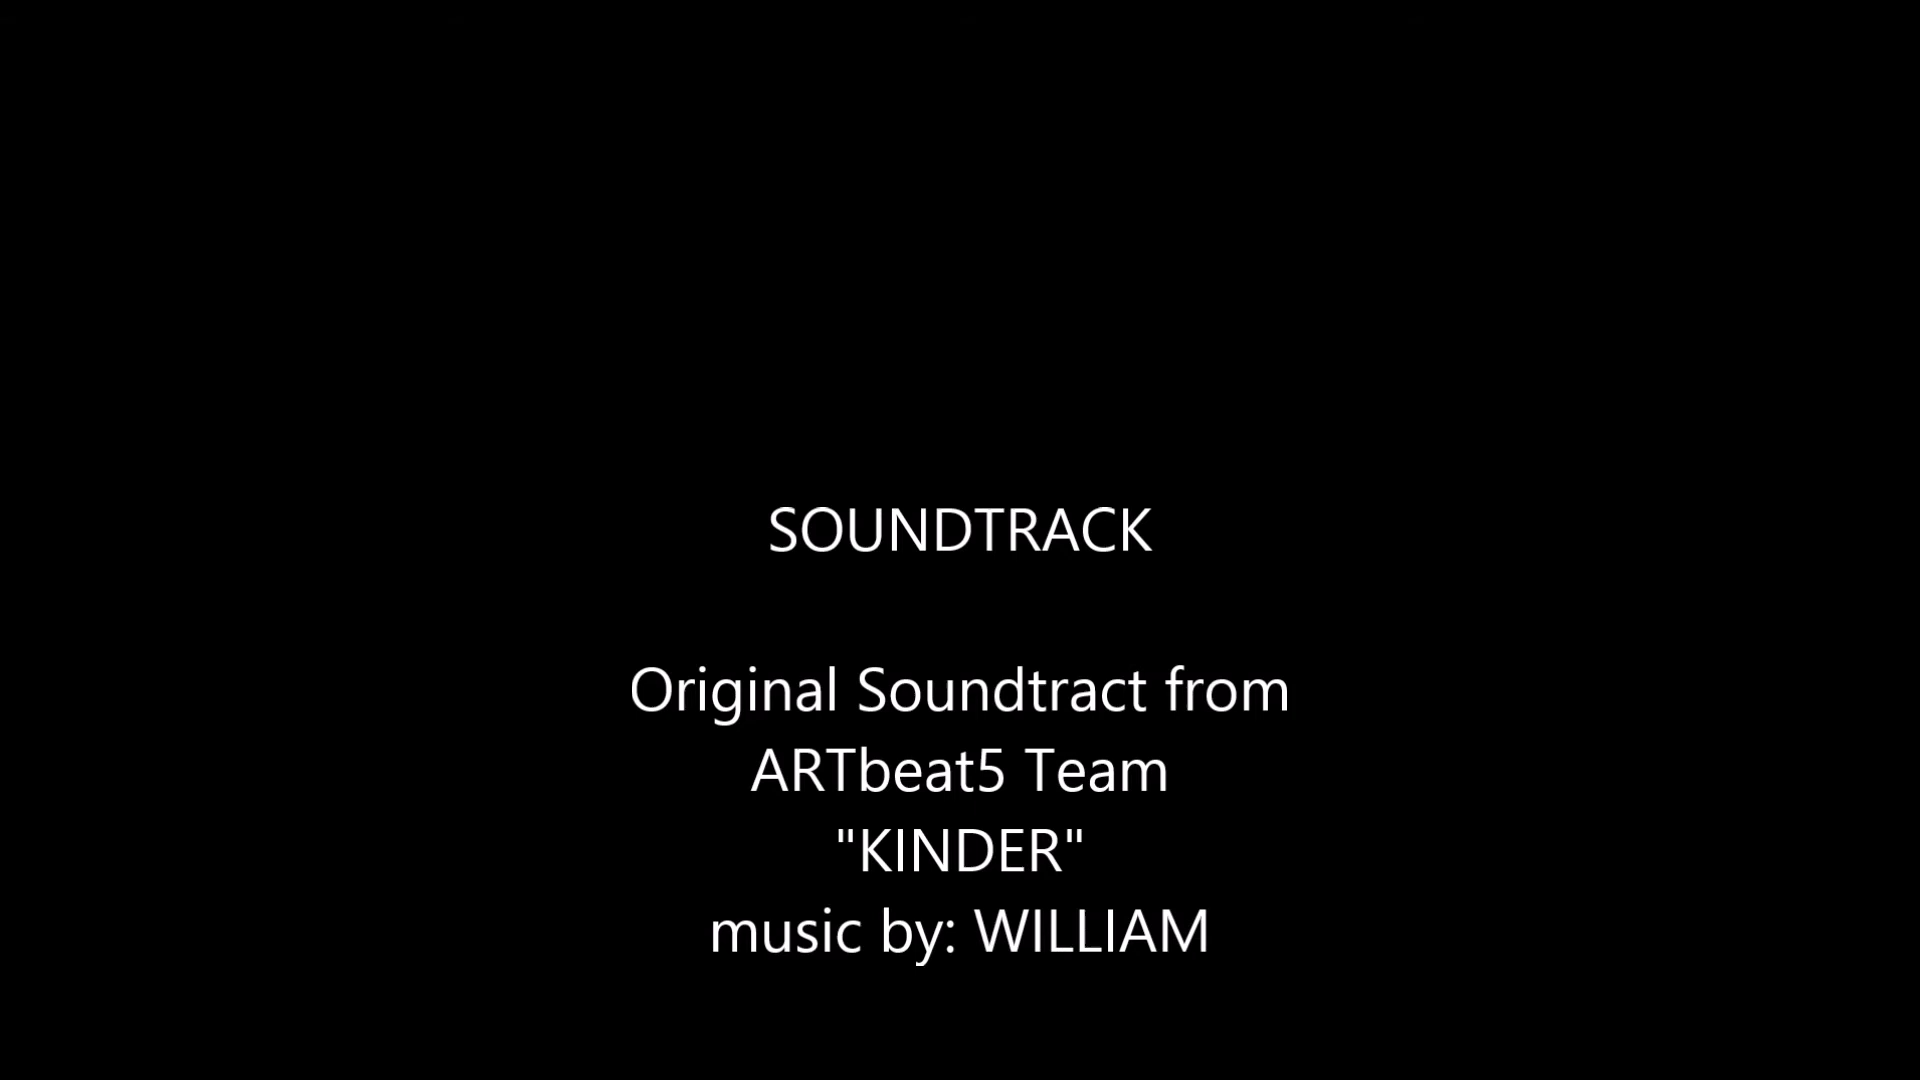 SOUNDTRACK
Original Soundtract from
ARTbeat5 Team
"KINDER"
music by: WILLIAM